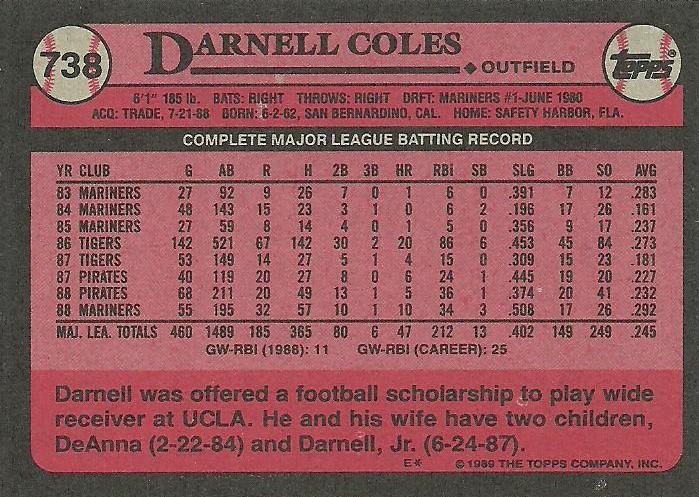 738
DARNELL COLES
◆ OUTFIELD
TOPPS®
6'1" 185 lb. BATS: RIGHT THROWS: RIGHT DRFT: MARINERS #1-JUNE 1980
ACQ: TRADE, 7-21-88 BORN: 6-2-62, SAN BERNARDINO, CAL. HOME: SAFETY HARBOR, FLA.
COMPLETE MAJOR LEAGUE BATTING RECORD
YR CLUB G AB R H 2B 3B HR RBI SB SLG BB SO AVG
83 MARINERS 27 92 9 26 7 0 1 6 0 .391 7 12 .283
84 MARINERS 48 143 15 23 3 1 0 6 2 .196 17 26 .161
85 MARINERS 27 59 8 14 4 0 1 5 0 .356 9 17 .237
86 TIGERS 142 521 67 142 30 2 20 86 6 .453 45 84 .273
87 TIGERS 53 149 14 27 5 1 4 15 0 .309 15 23 .181
87 PIRATES 40 119 20 27 8 0 6 24 1 .445 19 20 .227
88 PIRATES 68 211 20 49 13 1 5 36 1 .374 20 41 .232
88 MARINERS 55 195 32 57 10 1 10 34 3 .508 17 26 .292
MAJ. LEA. TOTALS 460 1489 185 365 80 6 47 212 13 .402 149 249 .245
GW-RBI (1988): 11 GW-RBI (CAREER): 25
Darnell was offered a football scholarship to play wide
receiver at UCLA. He and his wife have two children,
DeAnna (2-22-84) and Darnell, Jr. (6-24-87).
E* © 1989 THE TOPPS COMPANY, INC.